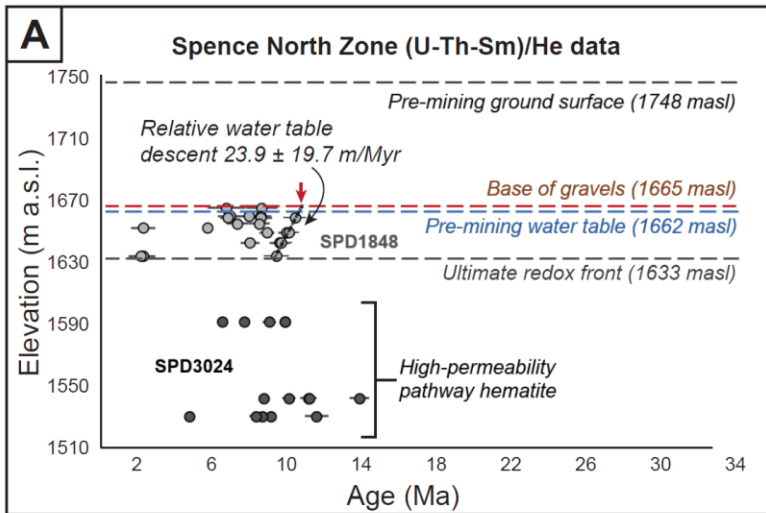 A
Spence North Zone (U-Th-Sm)/He data
1750
Pre-mining ground surface (1748 masl)
1710
Relative water table
descent 23.9 ± 19.7 m/Myr
1670
Base of gravels (1665 masl)
Pre-mining water table (1662 masl)
SPD1848
1630
Ultimate redox front (1633 masl)
Elevation (m a.s.l.)
1590
SPD3024
High-permeability
pathway hematite
1550
1510
2 6 10 14 18 22 26 30 34
Age (Ma)